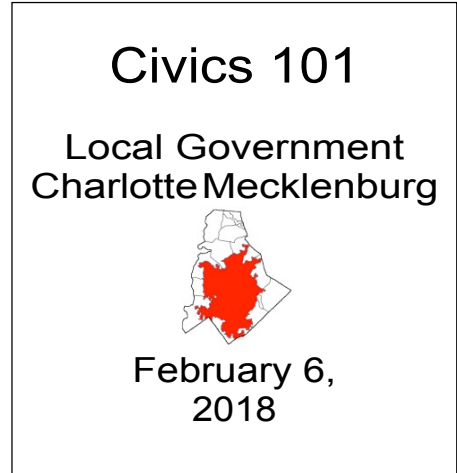 Civics 101
Local Government
CharlotteMecklenburg
February 6,
2018